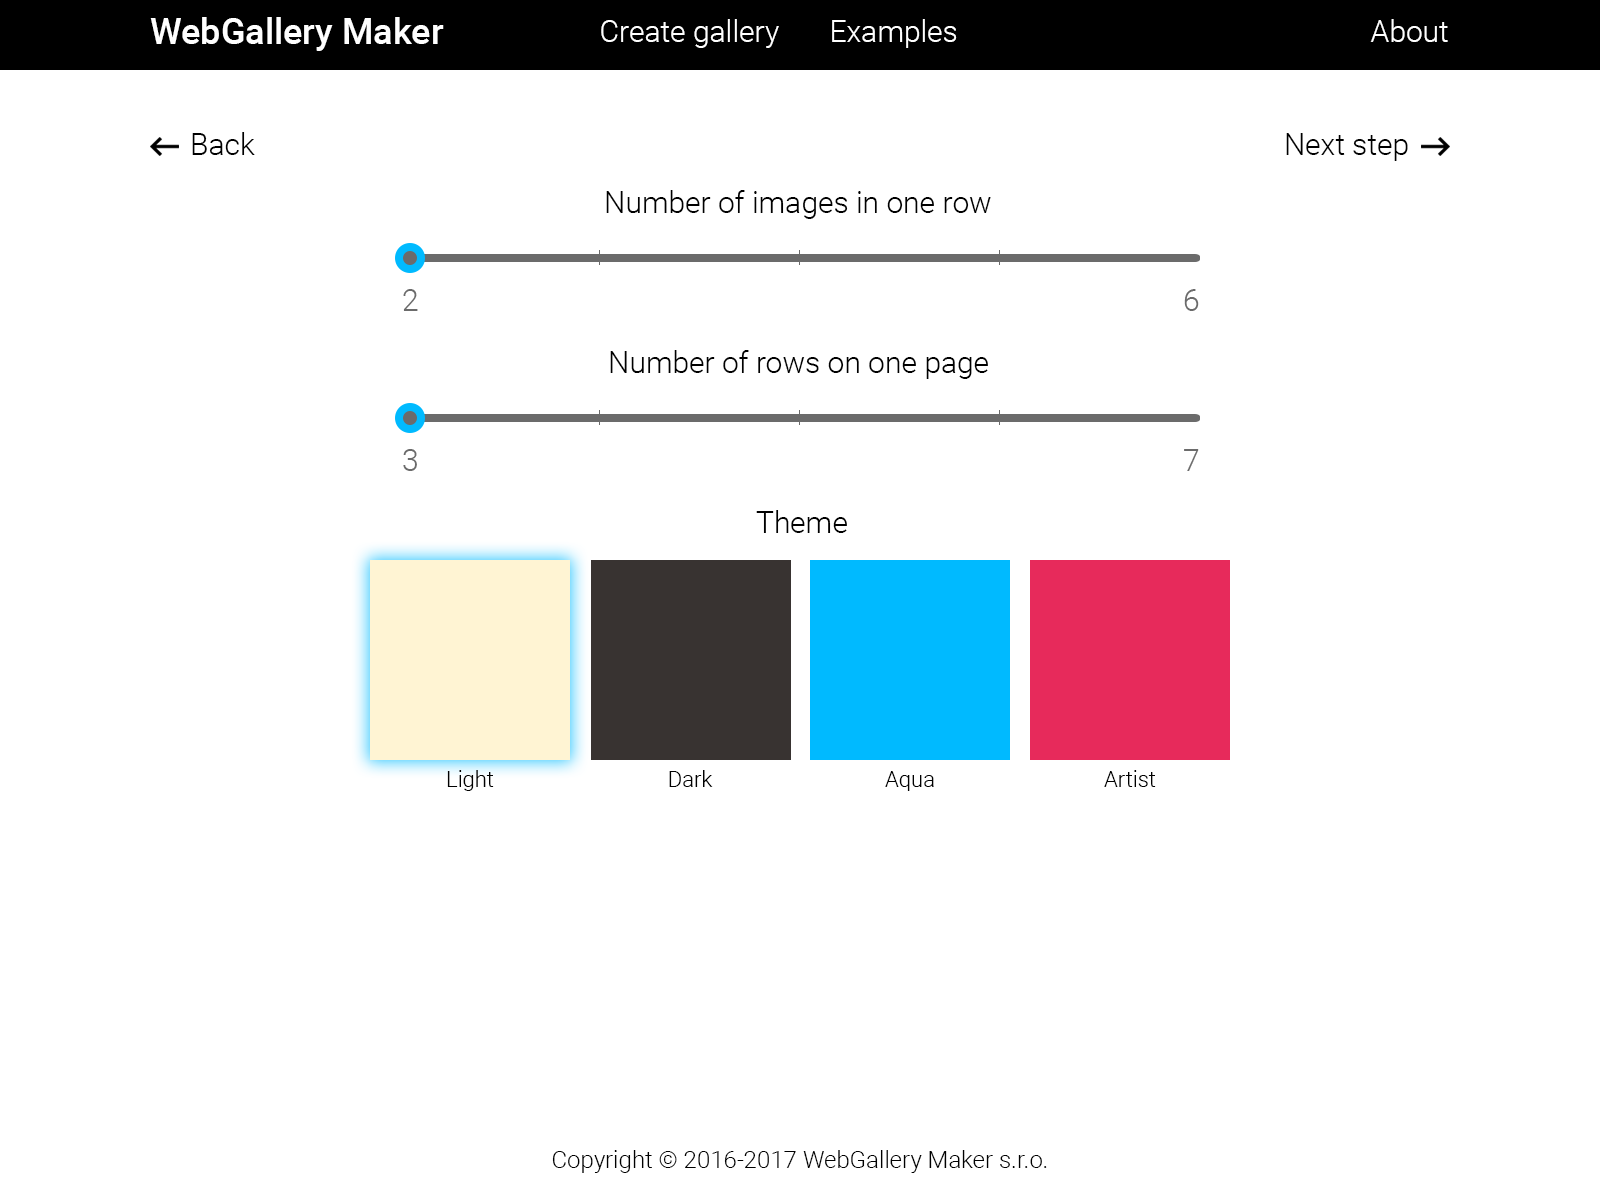 WebGallery Maker Create gallery Examples About
Back Next step
Number of images in one row
2 6
Number of rows on one page
3 7
Theme
Light Dark Aqua Artist
Copyright © 2016-2017 WebGallery Maker s.r.o.